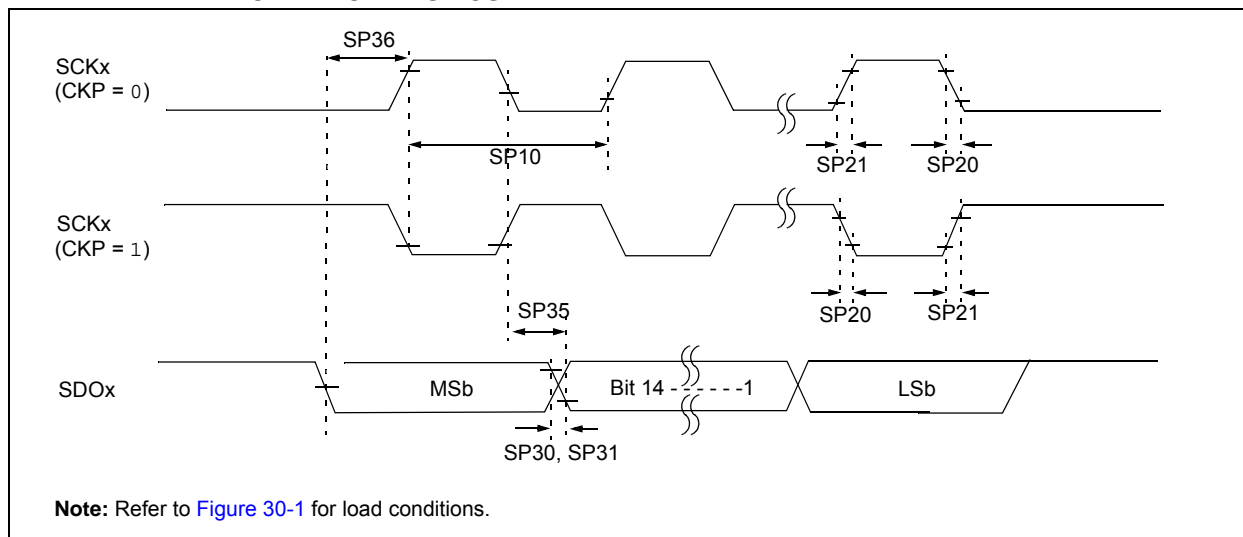 SP36
SCKx
(CKP = 0)
SP10
SP21
SP20
SCKx
(CKP = 1)
SP35
SP20
SP21
SDOx
MSb
Bit 14 - - - - - -1
LSb
SP30, SP31
Note: Refer to Figure 30-1 for load conditions.